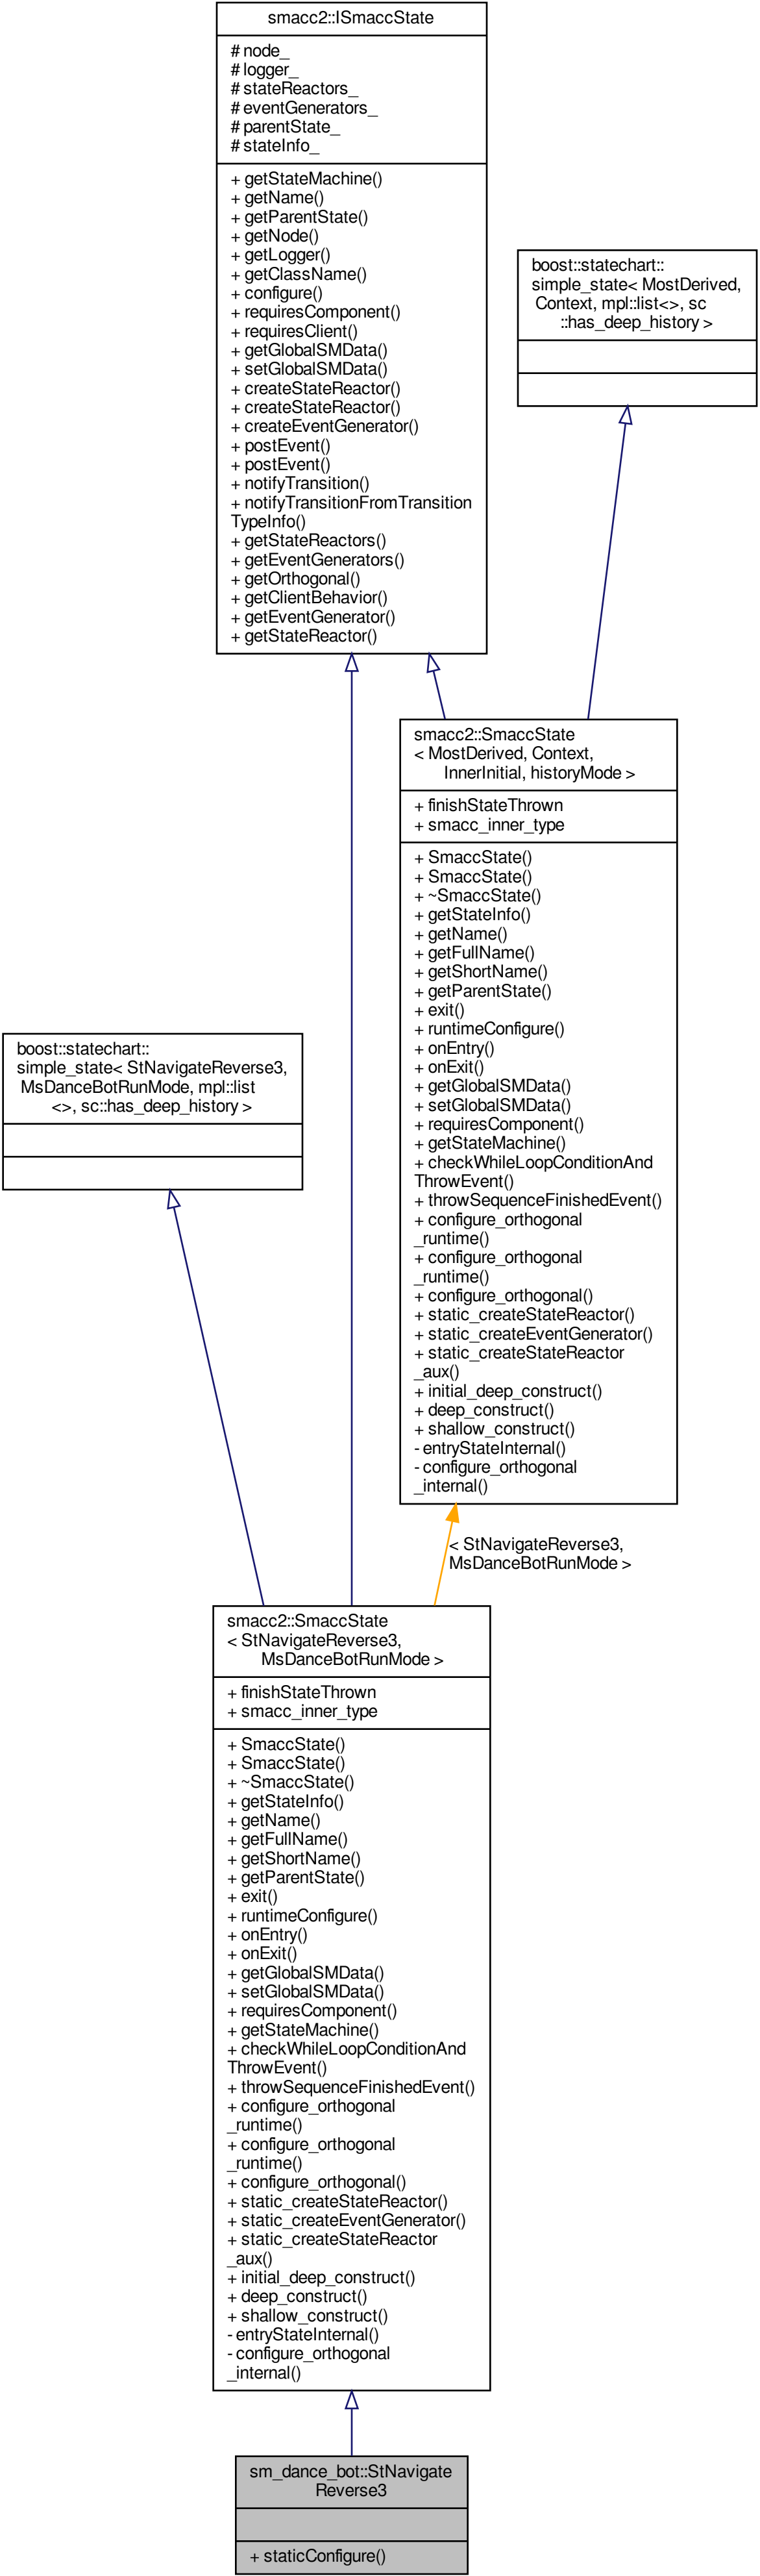 smacc2::ISmaccState
# node_
# logger_
# stateReactors_
# eventGenerators_
# parentState_
# stateInfo_
+ getStateMachine()
+ getName()
+ getParentState()
+ getNode()
+ getLogger()
+ getClassName()
+ configure()
+ requiresComponent()
+ requiresClient()
+ getGlobalSMData()
+ setGlobalSMData()
+ createStateReactor()
+ createStateReactor()
+ createEventGenerator()
+ postEvent()
+ postEvent()
+ notifyTransition()
+ notifyTransitionFromTransition
TypeInfo()
+ getStateReactors()
+ getEventGenerators()
+ getOrthogonal()
+ getClientBehavior()
+ getEventGenerator()
+ getStateReactor()
boost::statechart::
simple_state< MostDerived,
Context, mpl::list<>, sc
::has_deep_history >
smacc2::SmaccState
< MostDerived, Context,
InnerInitial, historyMode >
+ finishStateThrown
+ smacc_inner_type
+ SmaccState()
+ SmaccState()
+ ~SmaccState()
+ getStateInfo()
+ getName()
+ getFullName()
+ getShortName()
+ getParentState()
+ exit()
+ runtimeConfigure()
+ onEntry()
+ onExit()
+ getGlobalSMData()
+ setGlobalSMData()
+ requiresComponent()
+ getStateMachine()
+ checkWhileLoopConditionAnd
ThrowEvent()
+ throwSequenceFinishedEvent()
+ configure_orthogonal
_runtime()
+ configure_orthogonal
_runtime()
+ configure_orthogonal()
+ static_createStateReactor()
+ static_createEventGenerator()
+ static_createStateReactor
_aux()
+ initial_deep_construct()
+ deep_construct()
+ shallow_construct()
- entryStateInternal()
- configure_orthogonal
_internal()
boost::statechart::
simple_state< StNavigateReverse3,
MsDanceBotRunMode, mpl::list
<>, sc::has_deep_history >
< StNavigateReverse3,
MsDanceBotRunMode >
smacc2::SmaccState
< StNavigateReverse3,
MsDanceBotRunMode >
+ finishStateThrown
+ smacc_inner_type
+ SmaccState()
+ SmaccState()
+ ~SmaccState()
+ getStateInfo()
+ getName()
+ getFullName()
+ getShortName()
+ getParentState()
+ exit()
+ runtimeConfigure()
+ onEntry()
+ onExit()
+ getGlobalSMData()
+ setGlobalSMData()
+ requiresComponent()
+ getStateMachine()
+ checkWhileLoopConditionAnd
ThrowEvent()
+ throwSequenceFinishedEvent()
+ configure_orthogonal
_runtime()
+ configure_orthogonal
_runtime()
+ configure_orthogonal()
+ static_createStateReactor()
+ static_createEventGenerator()
+ static_createStateReactor
_aux()
+ initial_deep_construct()
+ deep_construct()
+ shallow_construct()
- entryStateInternal()
- configure_orthogonal
_internal()
sm_dance_bot::StNavigate
Reverse3
+ staticConfigure()